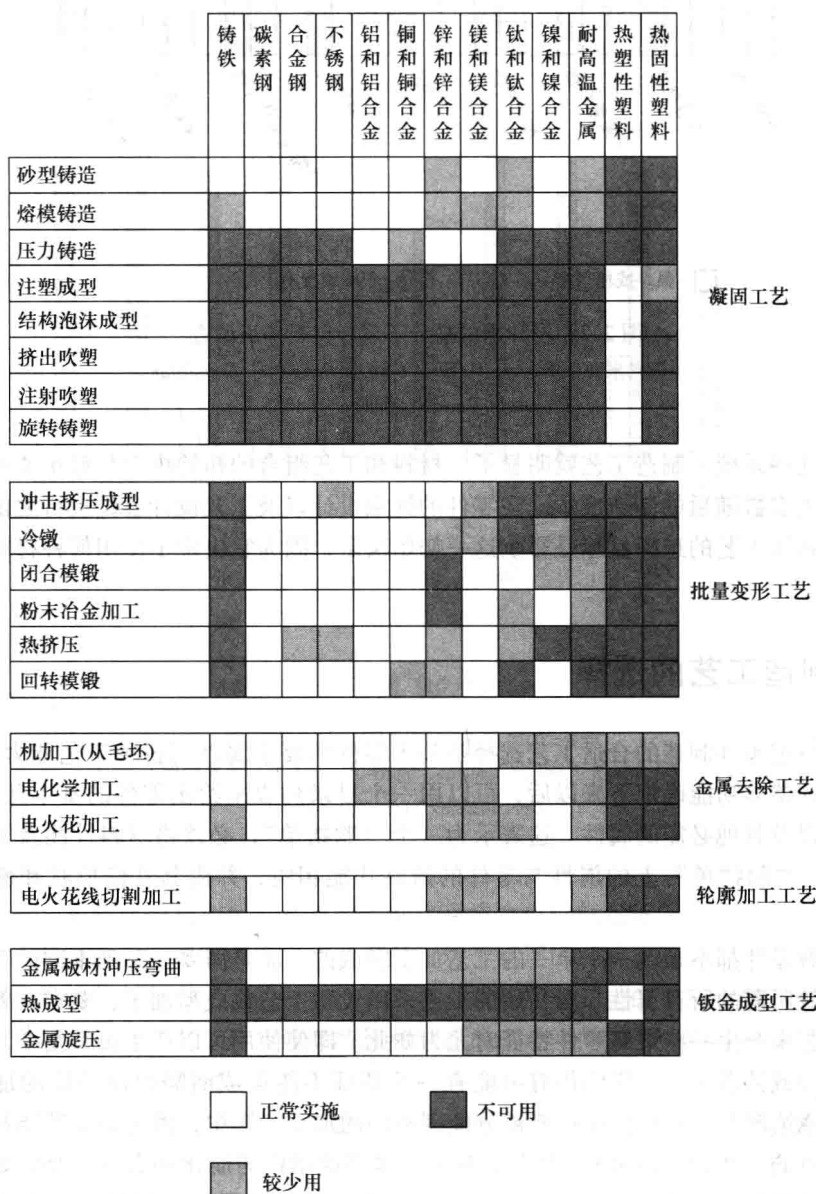 铸铁
碳素钢
合金钢
不锈钢
铝和铝合金
铜和铜合金
锌和锌合金
镁和镁合金
钛和钛合金
镍和镍合金
耐高温金属
热塑性塑料
热固性塑料
砂型铸造
熔模铸造
压力铸造
注塑成型
结构泡沫成型
挤出吹塑
注射吹塑
旋转铸塑
凝固工艺
冲击挤压成型
冷镦
闭合模锻
粉末冶金加工
热挤压
回转模锻
批量变形工艺
机加工(从毛坯)
电化学加工
电火花加工
金属去除工艺
电火花线切割加工
轮廓加工工艺
金属板材冲压弯曲
热成型
金属旋压
钣金成型工艺
正常实施
不可用
较少用